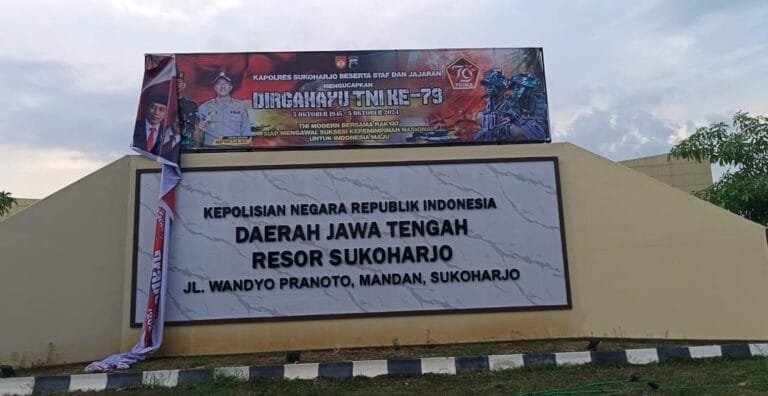 KAPOLRES SUKOHARJO BESERTA STAF DAN JAJARAN
MENGUCAPKAN
DIRGAHAYU TNI KE-79
5 OKTOBER 1945 - 5 OKTOBER 2024
TNI MODERN BERSAMA RAKYAT
SIAP MENGAWAL SUKSESI KEPEMIMPINAN NASIONAL
UNTUK INDONESIA MAJU
79
PRIMA
KEPOLISIAN NEGARA REPUBLIK INDONESIA
DAERAH JAWA TENGAH
RESOR SUKOHARJO
JL. WANDYO PRANOTO, MANDAN, SUKOHARJO